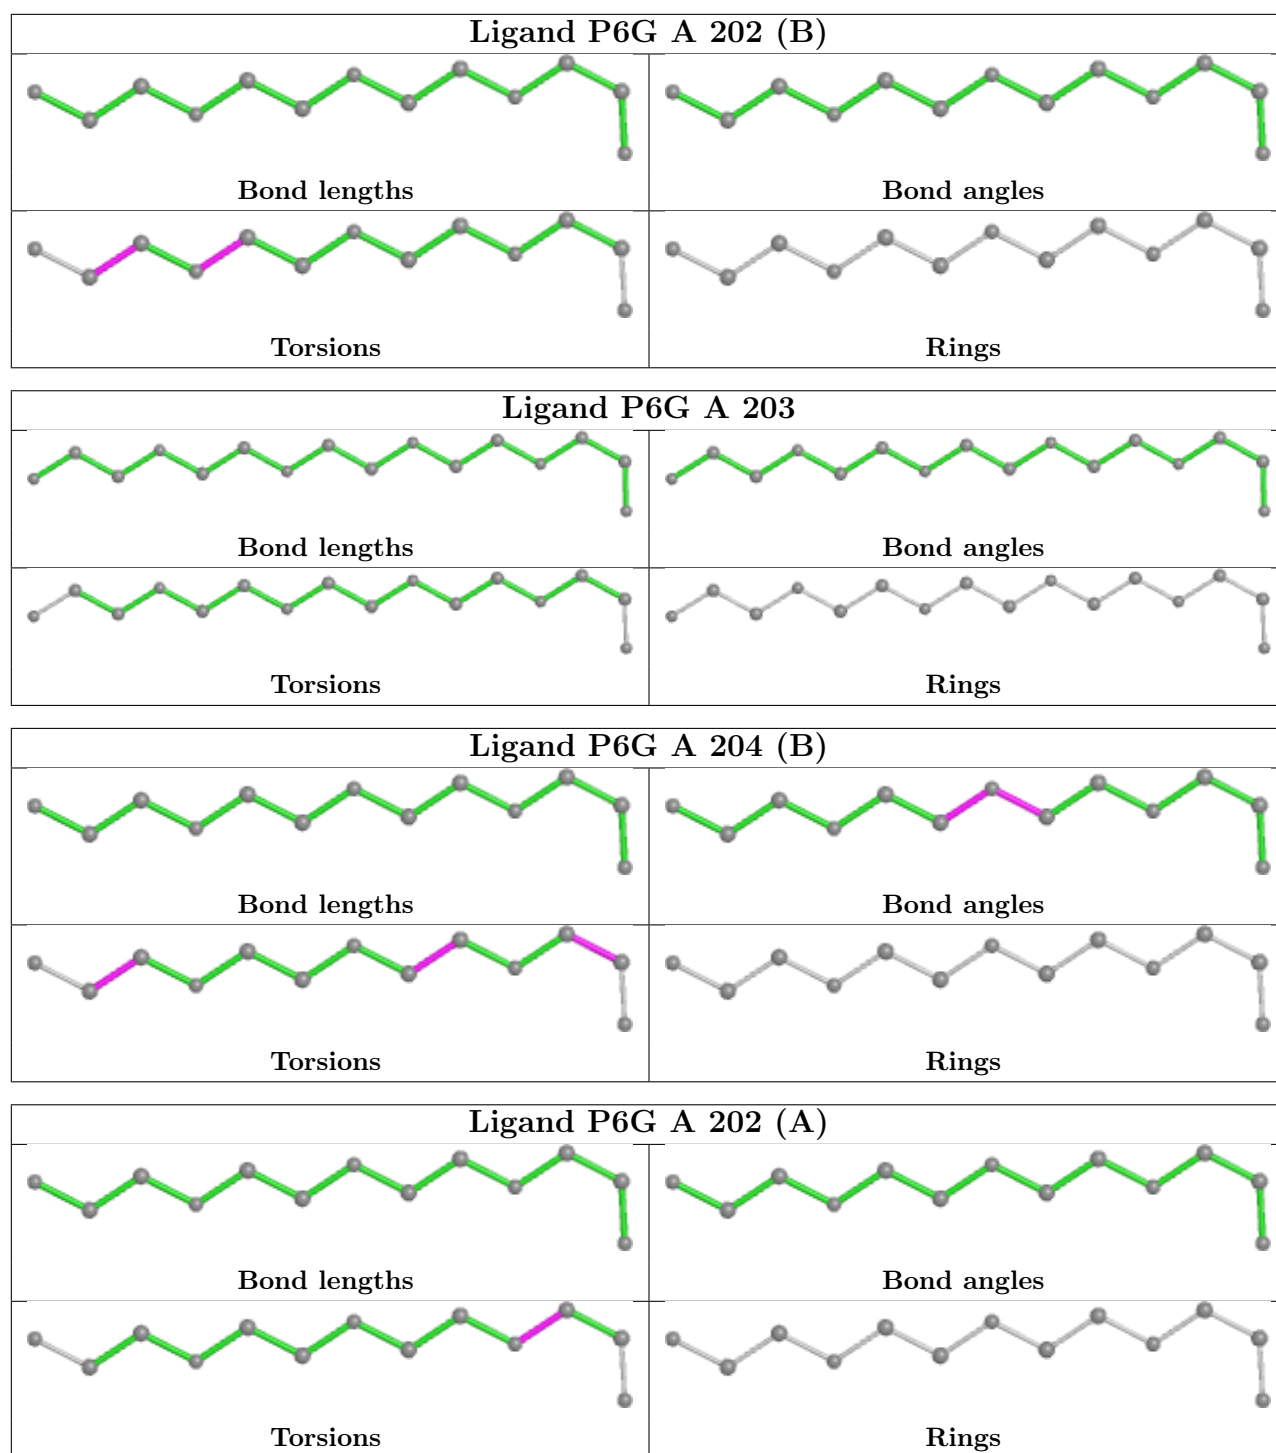 Ligand P6G A 202 (B)
Bond lengths
Bond angles
Torsions
Rings
Ligand P6G A 203
Bond lengths
Bond angles
Torsions
Rings
Ligand P6G A 204 (B)
Bond lengths
Bond angles
Torsions
Rings
Ligand P6G A 202 (A)
Bond lengths
Bond angles
Torsions
Rings